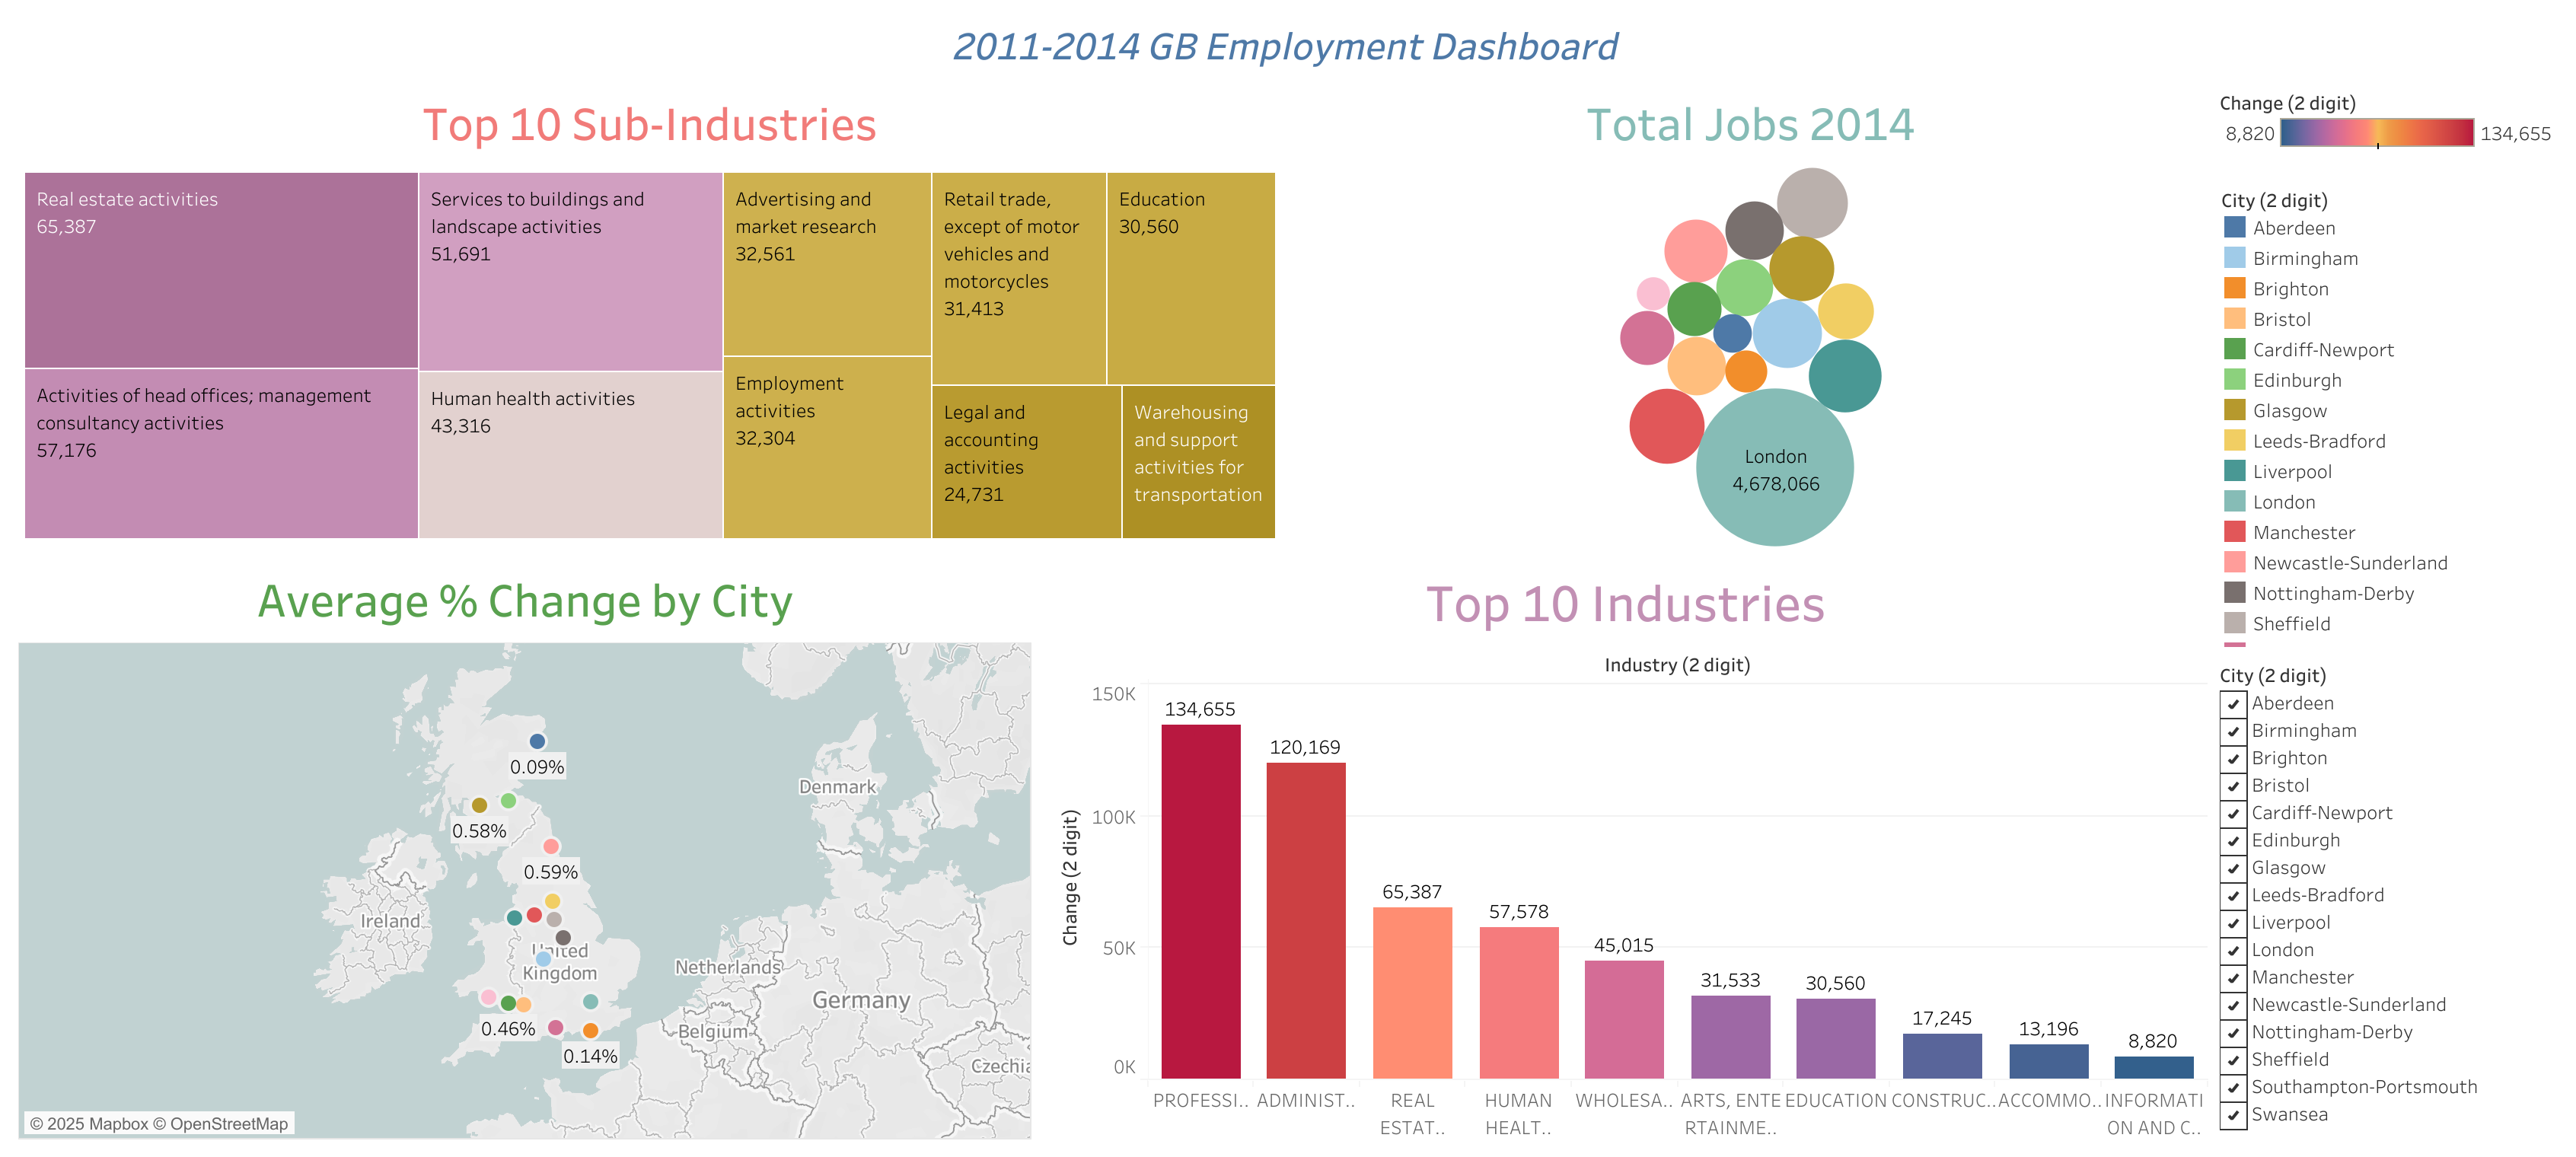 2011-2014 GB Employment Dashboard
Top 10 Sub-Industries
Real estate activities
65,387
Activities of head offices; management
consultancy activities
57,176
Services to buildings and
landscape activities
51,691
Human health activities
43,316
Advertising and
market research
32,561
Employment
activities
32,304
Retail trade,
except of motor
vehicles and
motorcycles
31,413
Education
30,560
Legal and
accounting
activities
24,731
Warehousing
and support
activities for
transportation
Total Jobs 2014
London
4,678,066
Change (2 digit)
8,820 134,655
City (2 digit)
Aberdeen
Birmingham
Brighton
Bristol
Cardiff-Newport
Edinburgh
Glasgow
Leeds-Bradford
Liverpool
London
Manchester
Newcastle-Sunderland
Nottingham-Derby
Sheffield
Average % Change by City
0.09%
0.58%
0.59%
0.46%
0.14%
Ireland
United
Kingdom
Denmark
Netherlands
Belgium
Germany
Czechia
© 2025 Mapbox © OpenStreetMap
Top 10 Industries
Industry (2 digit)
Change (2 digit)
150K
100K
50K
0K
134,655
120,169
65,387
57,578
45,015
31,533
30,560
17,245
13,196
8,820
PROFESSI..
ADMINIST..
REAL
ESTAT..
HUMAN
HEALT..
WHOLESA..
ARTS, ENTE
RTAINME..
EDUCATION
CONSTRUC..
ACCOMMO..
INFORMATI
ON AND C..
City (2 digit)
Aberdeen
Birmingham
Brighton
Bristol
Cardiff-Newport
Edinburgh
Glasgow
Leeds-Bradford
Liverpool
London
Manchester
Newcastle-Sunderland
Nottingham-Derby
Sheffield
Southampton-Portsmouth
Swansea